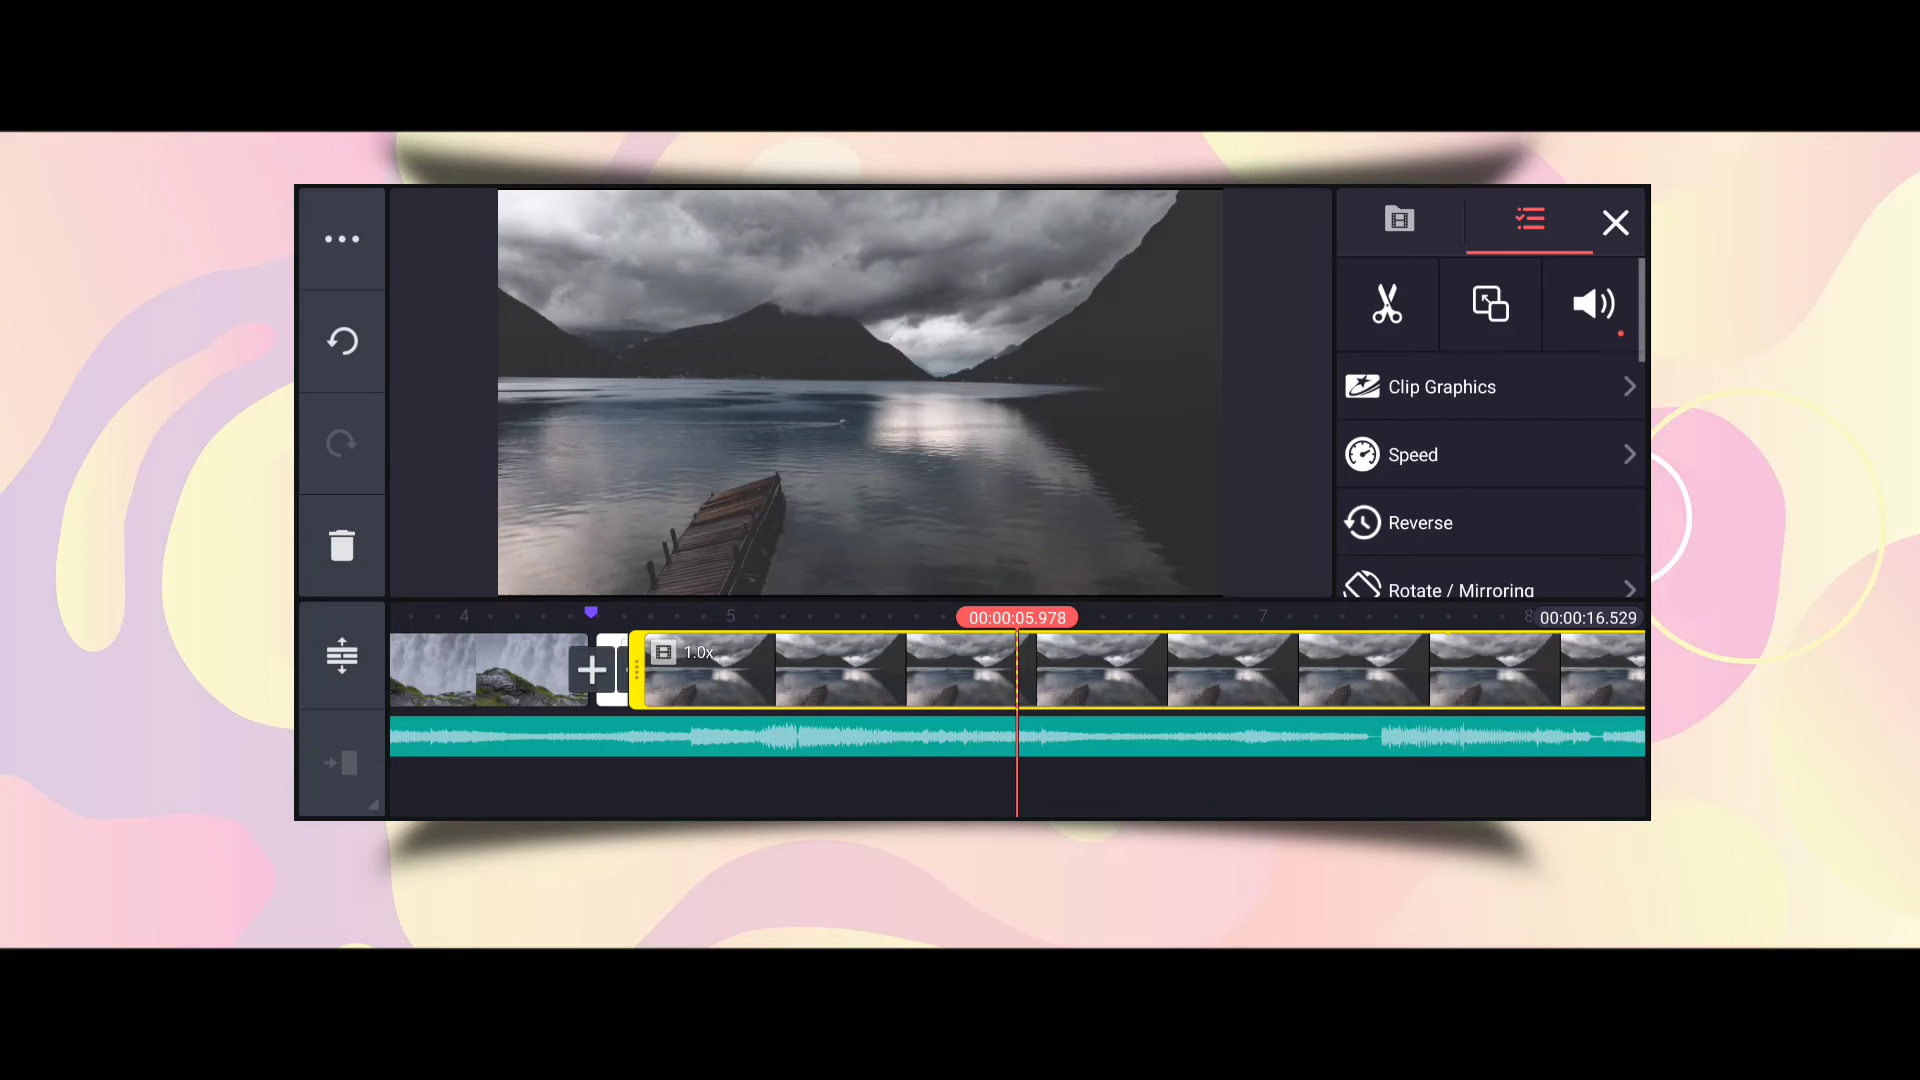 Clip Graphics
Speed
Reverse
Rotate / Mirroring
4
5
00:00:05.978
7
8
00:00:16.529
1.0x